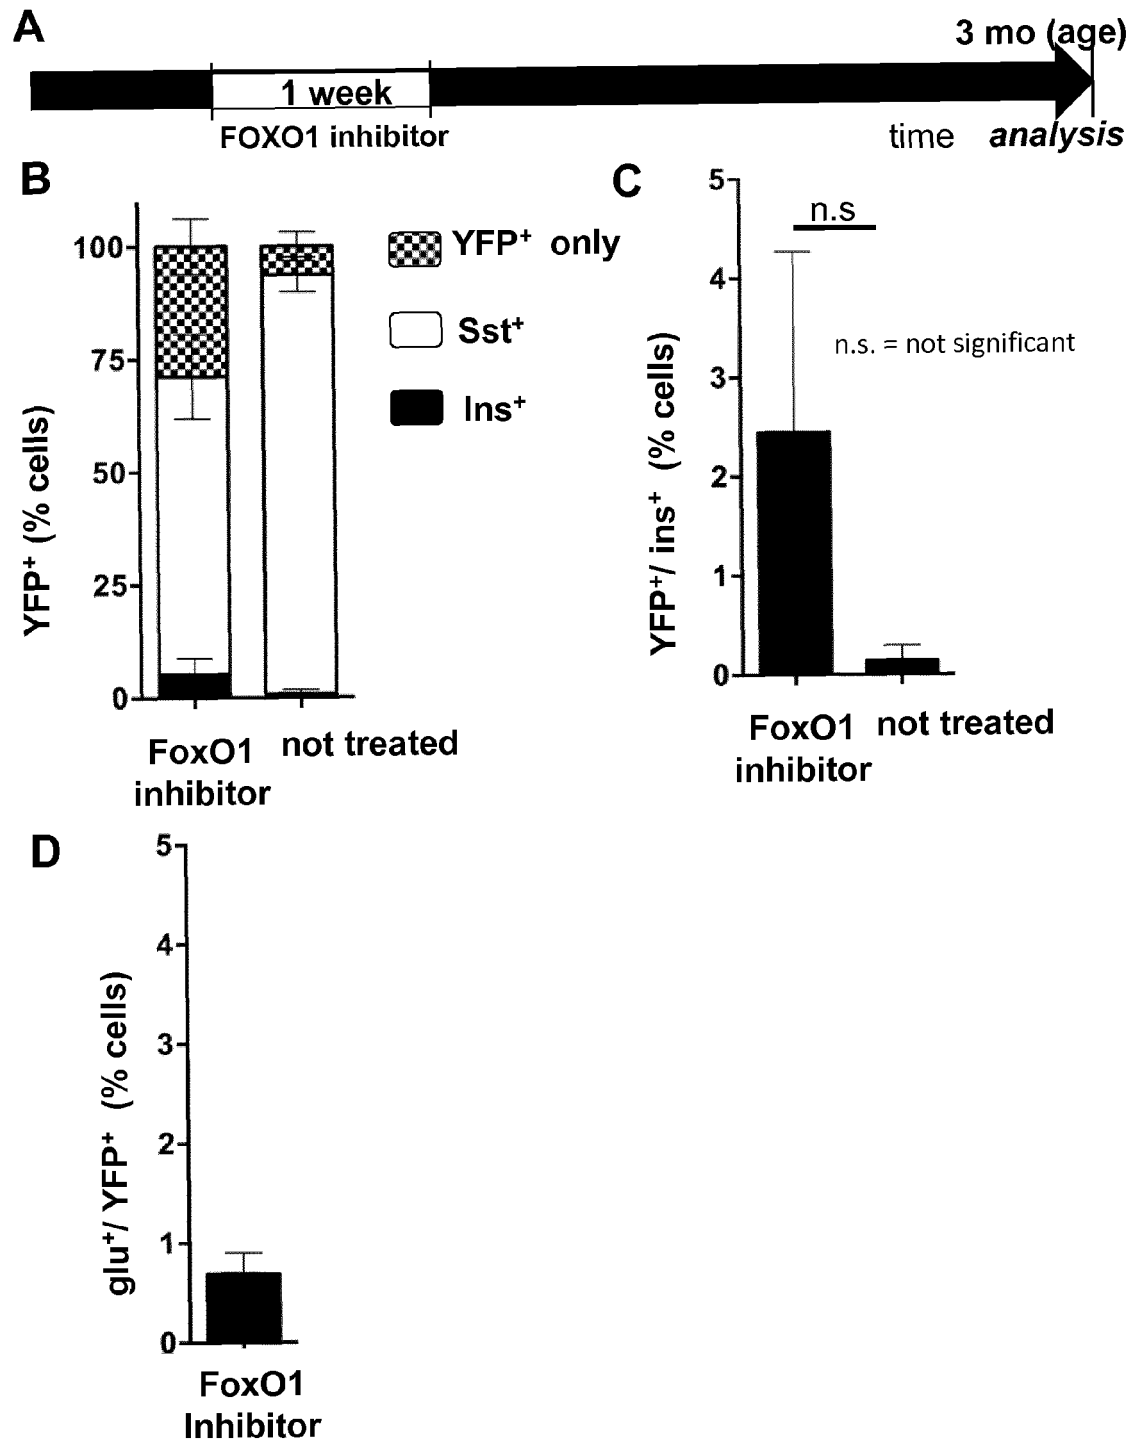 A
3 mo (age)
1 week
FOXO1 inhibitor
time analysis
B
100
75
50
25
0
YFP⁺ (% cells)
YFP⁺ only
Sst⁺
Ins⁺
FoxO1
inhibitor
not treated
C
5
4
3
2
1
0
YFP⁺/ ins⁺ (% cells)
n.s
n.s. = not significant
FoxO1
inhibitor
not treated
D
5
4
3
2
1
0
glu⁺/ YFP⁺ (% cells)
FoxO1
Inhibitor